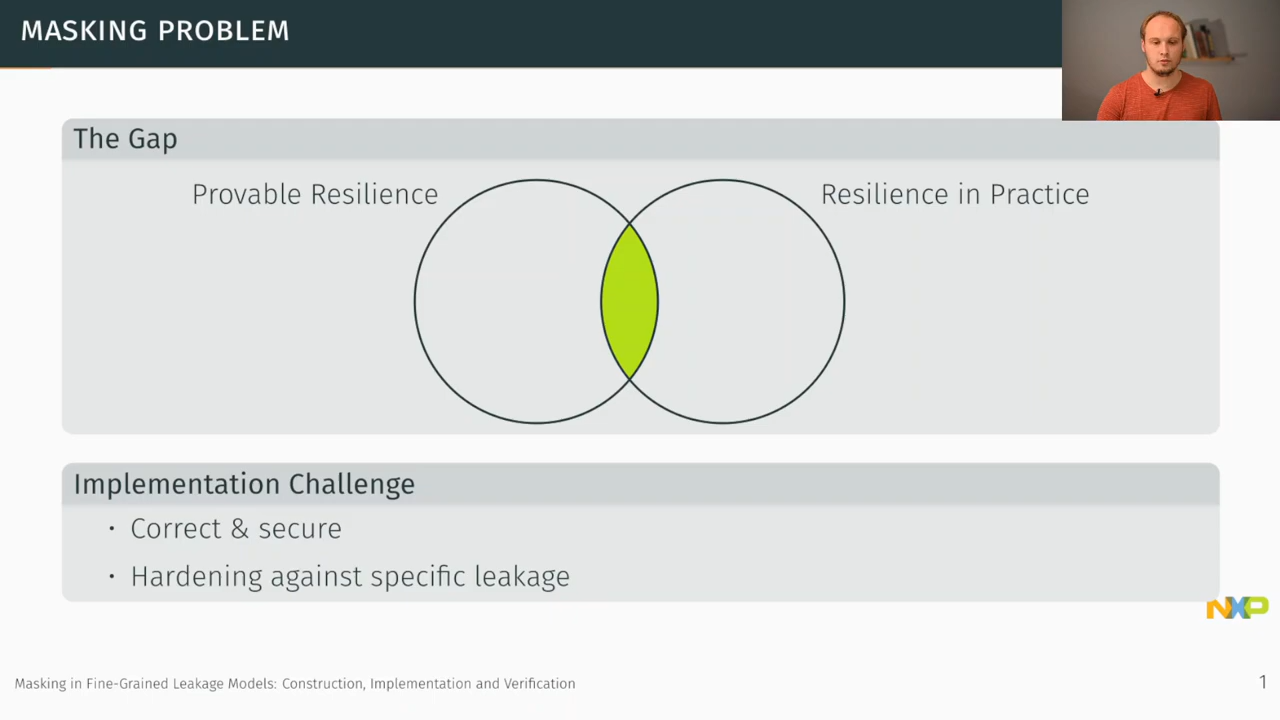 MASKING PROBLEM
The Gap
Provable Resilience
Resilience in Practice
Implementation Challenge
· Correct & secure
· Hardening against specific leakage
NXP
Masking in Fine-Grained Leakage Models: Construction, Implementation and Verification
1